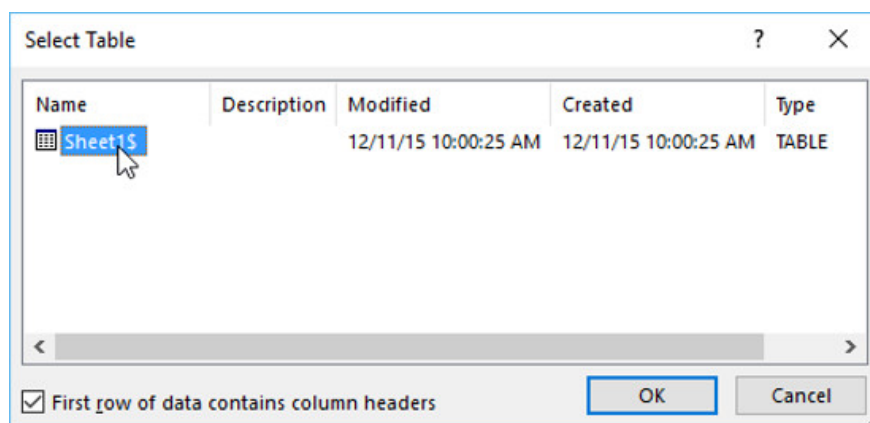 Select Table ?
Name Description Modified Created Type
Sheet1$ 12/11/15 10:00:25 AM 12/11/15 10:00:25 AM TABLE
First row of data contains column headers OK Cancel